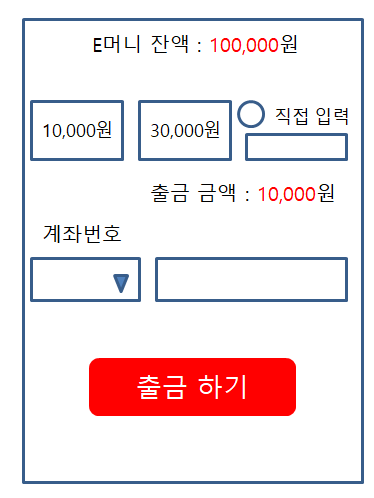 E머니 잔액 : 100,000원
10,000원 30,000원 직접 입력
출금 금액 : 10,000원
계좌번호
출금 하기